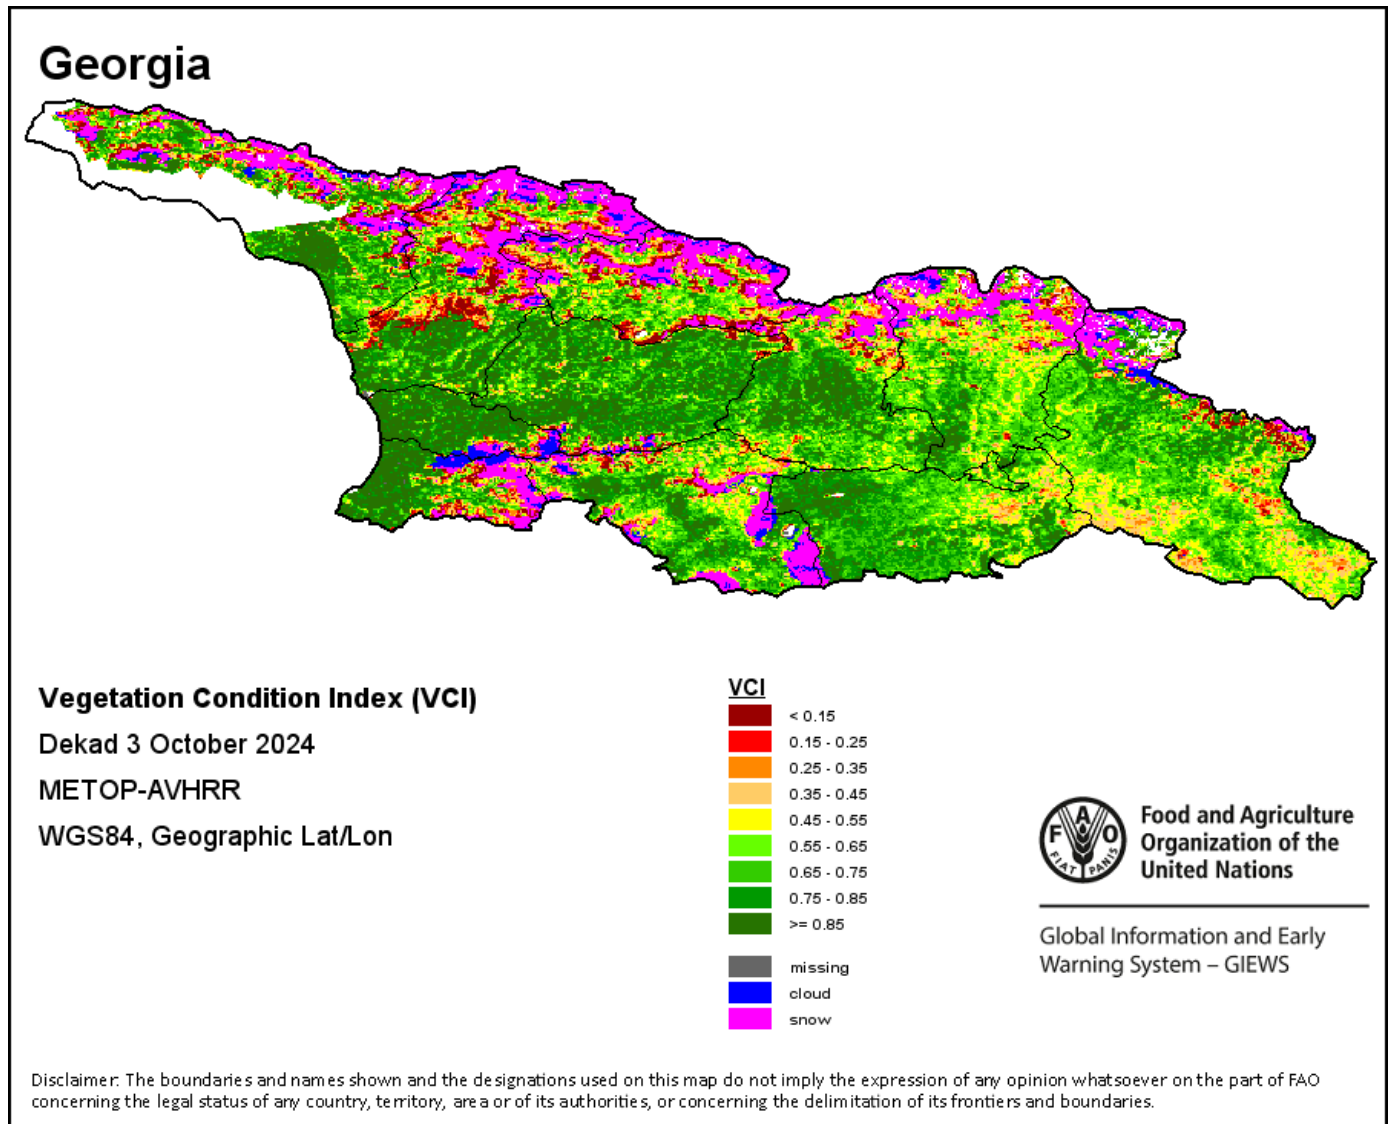 Georgia
Vegetation Condition Index (VCI)
Dekad 3 October 2024
METOP-AVHRR
WGS84, Geographic Lat/Lon
VCI
< 0.15
0.15 - 0.25
0.25 - 0.35
0.35 - 0.45
0.45 - 0.55
0.55 - 0.65
0.65 - 0.75
0.75 - 0.85
>= 0.85
missing
cloud
snow
F A O
FIAT PANIS
Food and Agriculture
Organization of the
United Nations
Global Information and Early
Warning System – GIEWS
Disclaimer: The boundaries and names shown and the designations used on this map do not imply the expression of any opinion whatsoever on the part of FAO
concerning the legal status of any country, territory, area or of its authorities, or concerning the delimitation of its frontiers and boundaries.